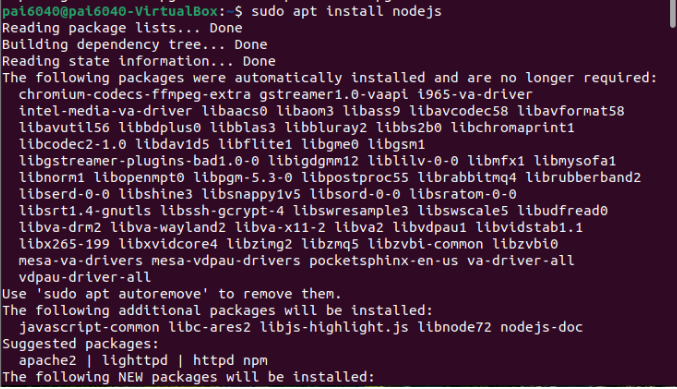 pai6040@pai6040-VirtualBox:~$ sudo apt install nodejs
Reading package lists... Done
Building dependency tree... Done
Reading state information... Done
The following packages were automatically installed and are no longer required:
chromium-codecs-ffmpeg-extra gstreamer1.0-vaapi i965-va-driver
intel-media-va-driver libaacs0 libaom3 libass9 libavcodec58 libavformat58
libavutil56 libbdplus0 libblas3 libbluray2 libbs2b0 libchromaprint1
libcodec2-1.0 libdav1d5 libflite1 libgme0 libgsm1
libgstreamer-plugins-bad1.0-0 libigdgmm12 liblilv-0-0 libmfx1 libmysofa1
libnorm1 libopenmpt0 libpgm-5.3-0 libpostproc55 librabbitmq4 librubberband2
libserd-0-0 libshine3 libsnappy1v5 libsord-0-0 libsratom-0-0
libsrt1.4-gnutls libssh-gcrypt-4 libswresample3 libswscale5 libudfread0
libva-drm2 libva-wayland2 libva-x11-2 libva2 libvdpau1 libvidstab1.1
libx265-199 libxvidcore4 libzimg2 libzmq5 libzvbi-common libzvbi0
mesa-va-drivers mesa-vdpau-drivers pocketsphinx-en-us va-driver-all
vdpau-driver-all
Use 'sudo apt autoremove' to remove them.
The following additional packages will be installed:
javascript-common libc-ares2 libjs-highlight.js libnode72 nodejs-doc
Suggested packages:
apache2 | lighttpd | httpd npm
The following NEW packages will be installed: